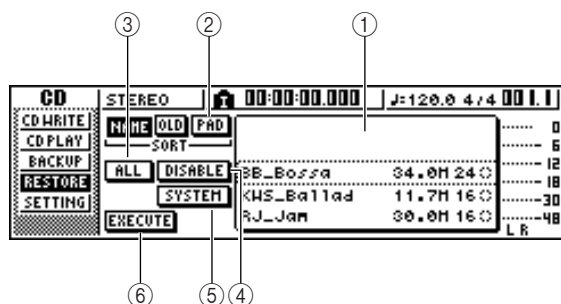 ③ ② ①
CD STEREO 00:00:00.000 ♩=120.0 4/4 001.1
CD WRITE NAME OLD PAD 0
CD PLAY SORT 6
BACKUP ALL DISABLE BB_Bossa 34.0M 24 12
RESTORE 18
SETTING SYSTEM KWS_Ballad 11.7M 16 30
EXECUTE RJ_Jam 30.0M 16 48
L R
⑥ ⑤ ④